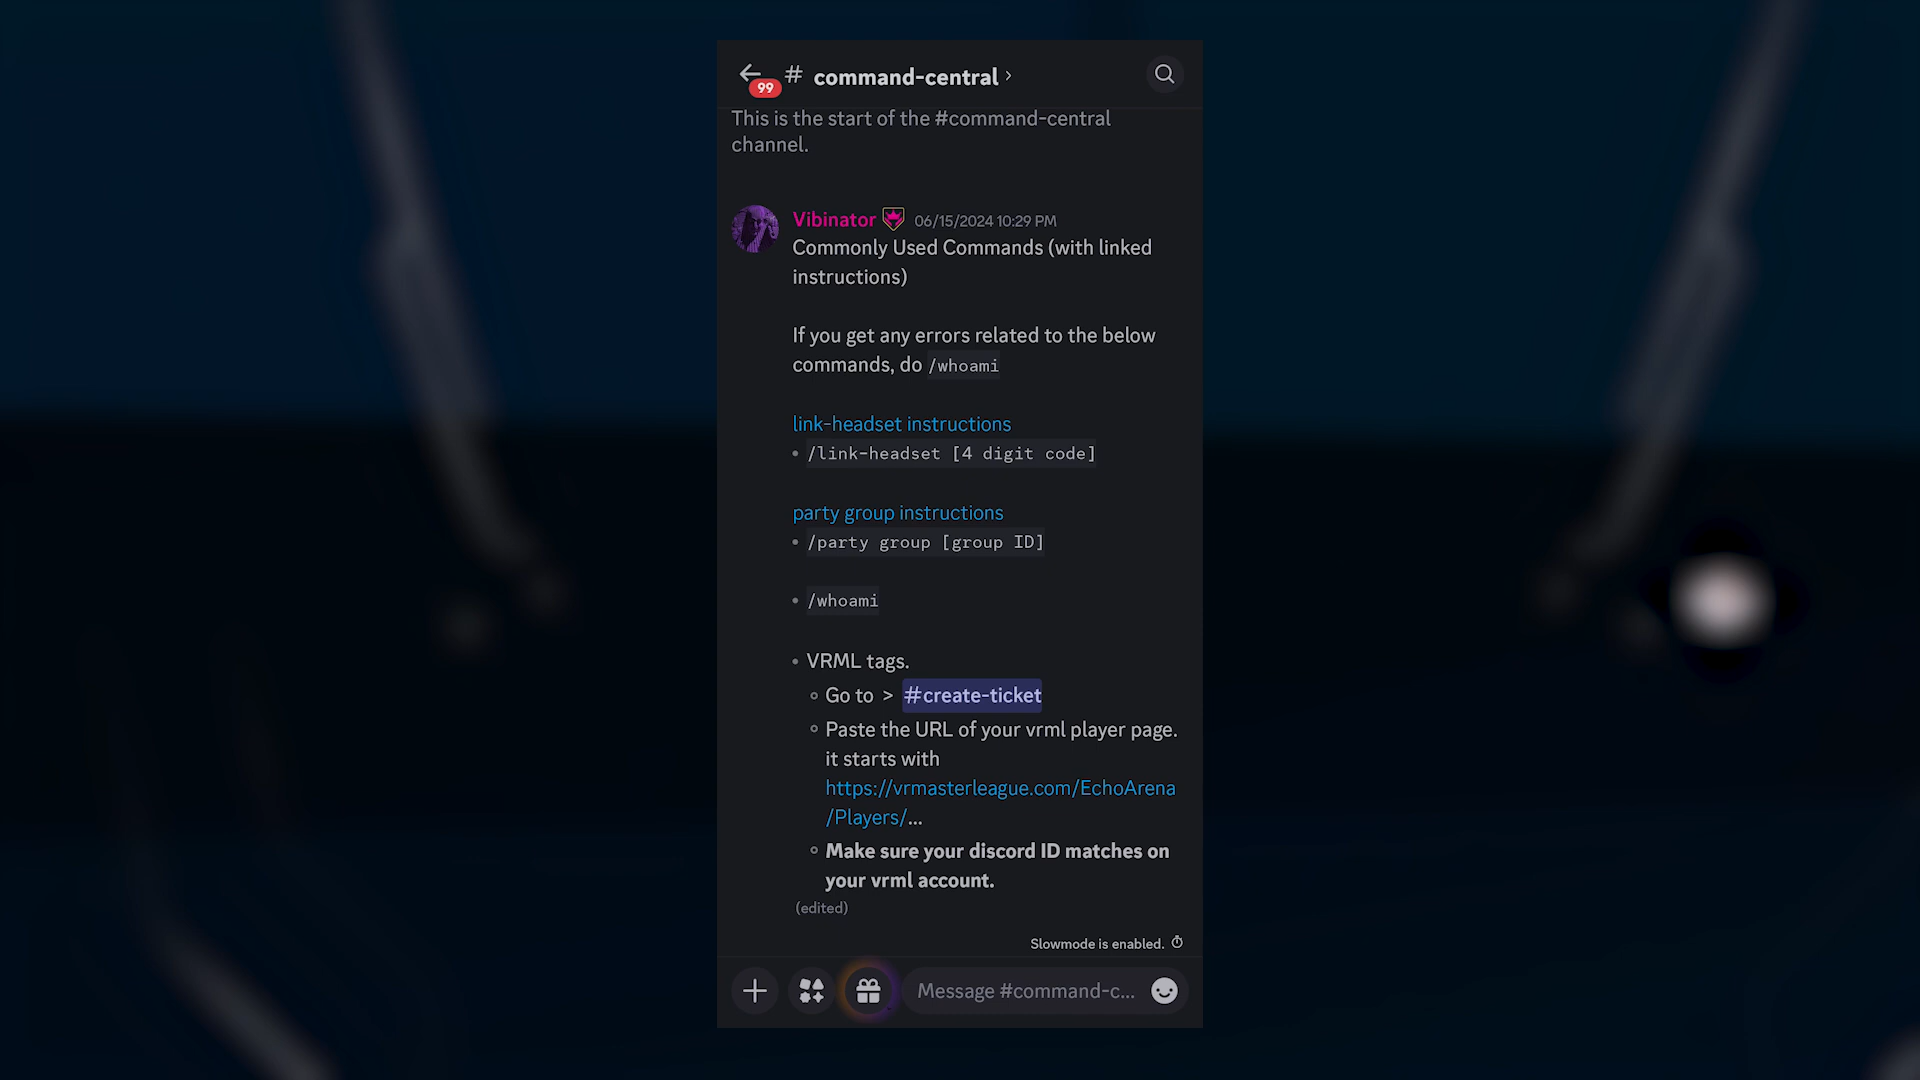 99
# command-central ›
This is the start of the #command-central
channel.
Vibinator 06/15/2024 10:29 PM
Commonly Used Commands (with linked
instructions)
If you get any errors related to the below
commands, do /whoami
link-headset instructions
• /link-headset [4 digit code]
party group instructions
• /party group [group ID]
• /whoami
• VRML tags.
◦ Go to > #create-ticket
◦ Paste the URL of your vrml player page.
it starts with
https://vrmasterleague.com/EchoArena
/Players/...
◦ Make sure your discord ID matches on
your vrml account.
(edited)
Slowmode is enabled.
Message #command-c...